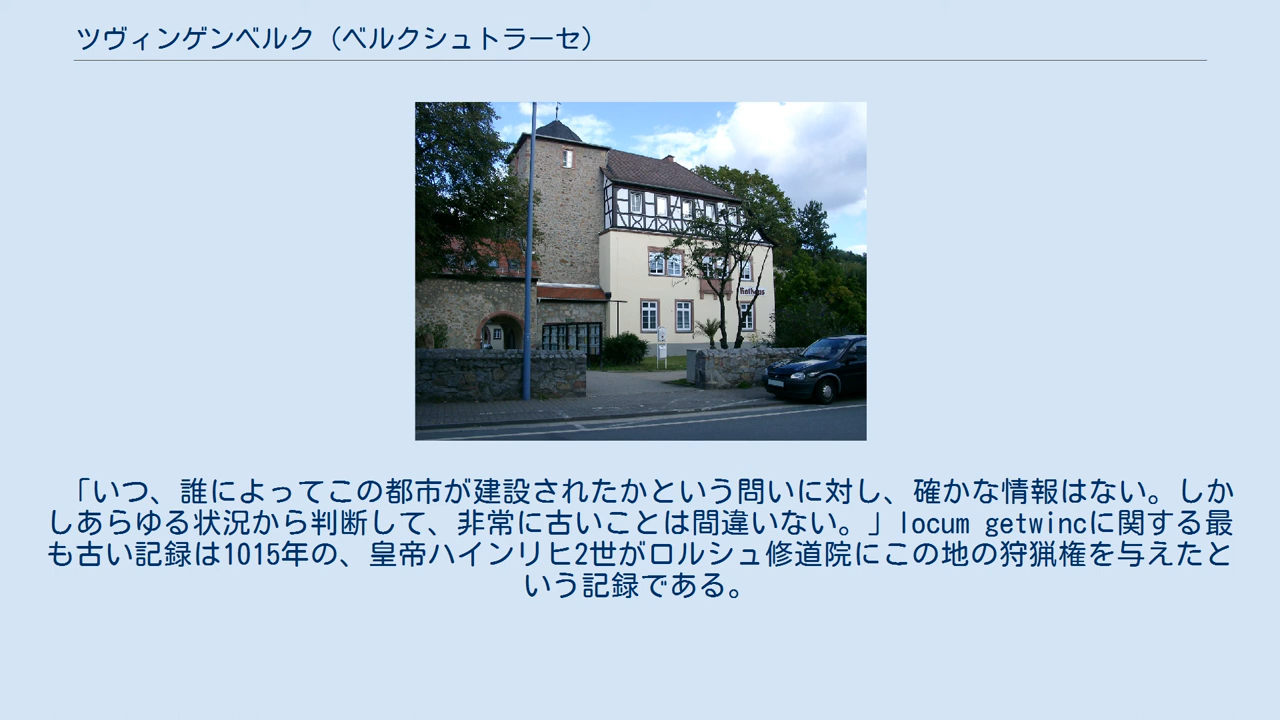 ツヴィンゲンベルク（ベルクシュトラーセ）
Rathaus
「いつ、誰によってこの都市が建設されたかという問いに対し、確かな情報はない。しか
しあらゆる状況から判断して、非常に古いことは間違いない。」locum getwincに関する最
も古い記録は1015年の、皇帝ハインリヒ2世がロルシュ修道院にこの地の狩猟権を与えたと
いう記録である。